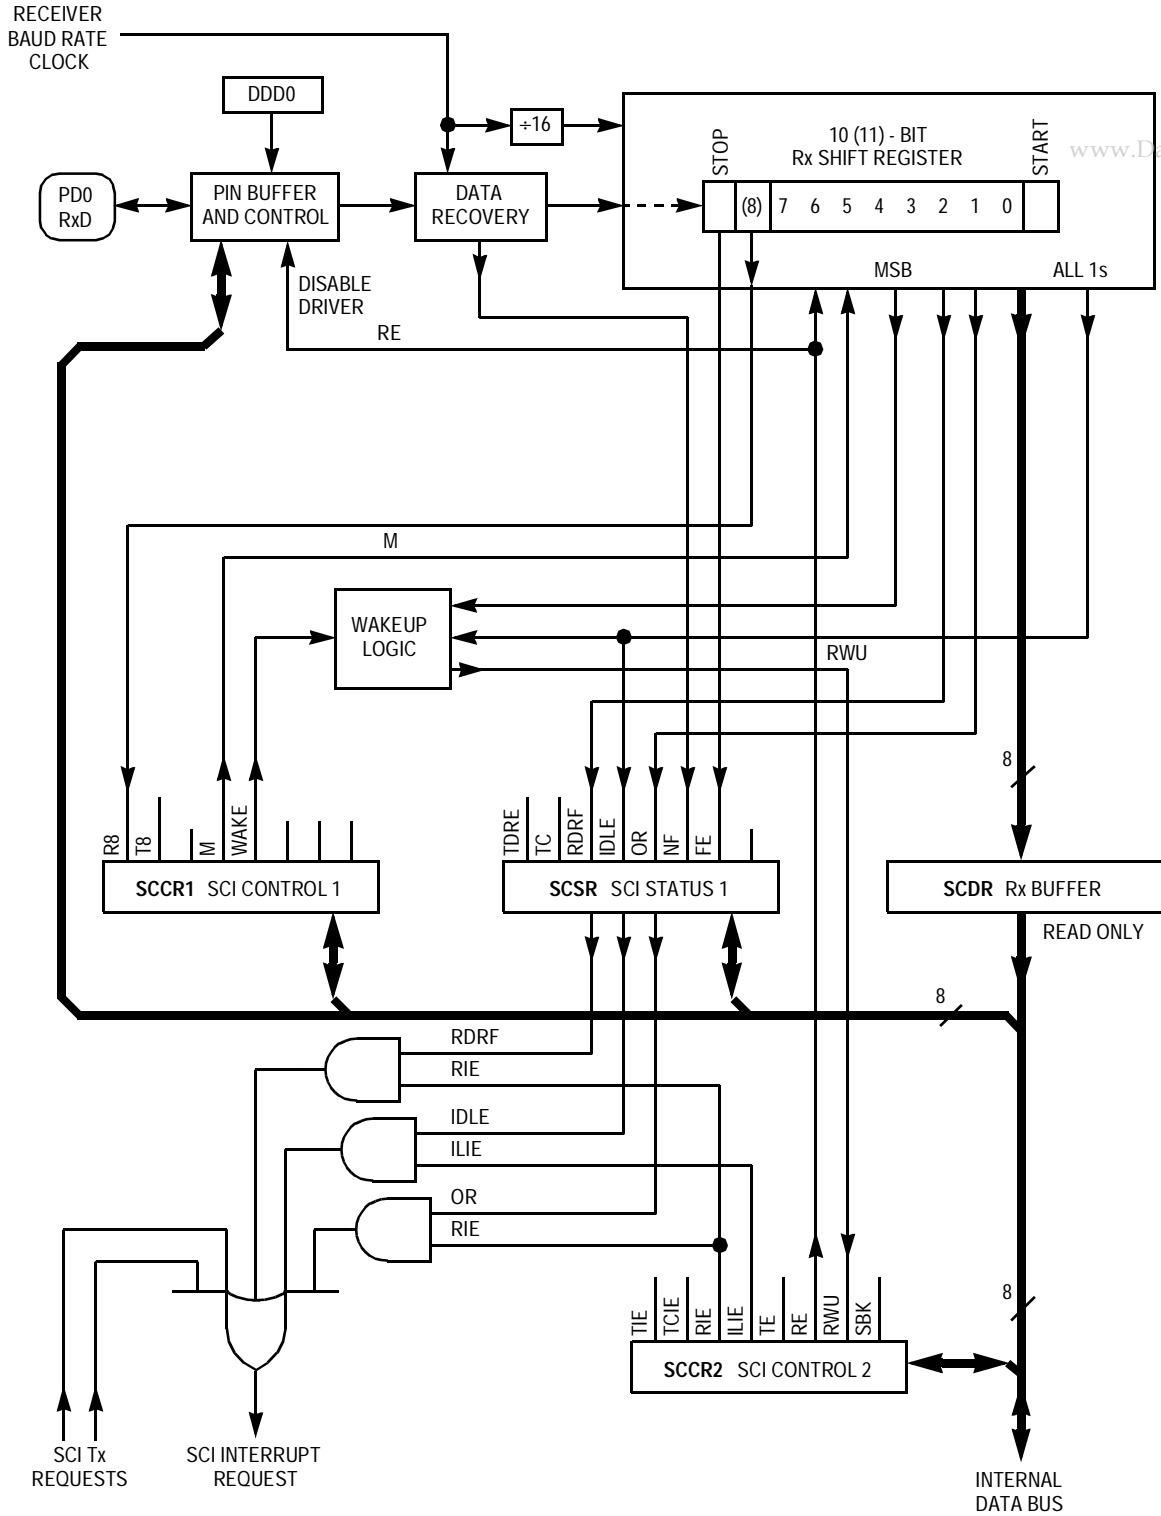 RECEIVER
BAUD RATE
CLOCK
DDD0
÷16
10 (11) - BIT
Rx SHIFT REGISTER
STOP
START
www.Da
PD0
RxD
PIN BUFFER
AND CONTROL
DATA
RECOVERY
(8) 7 6 5 4 3 2 1 0
MSB
ALL 1s
DISABLE
DRIVER
RE
M
WAKEUP
LOGIC
RWU
8
R8
T8
M
WAKE
TDRE
TC
RDRF
IDLE
OR
NF
FE
SCCR1 SCI CONTROL 1
SCSR SCI STATUS 1
SCDR Rx BUFFER
READ ONLY
8
RDRF
RIE
IDLE
ILIE
OR
RIE
8
TIE
TCIE
RIE
ILIE
TE
RE
RWU
SBK
SCCR2 SCI CONTROL 2
SCI Tx
REQUESTS
SCI INTERRUPT
REQUEST
INTERNAL
DATA BUS